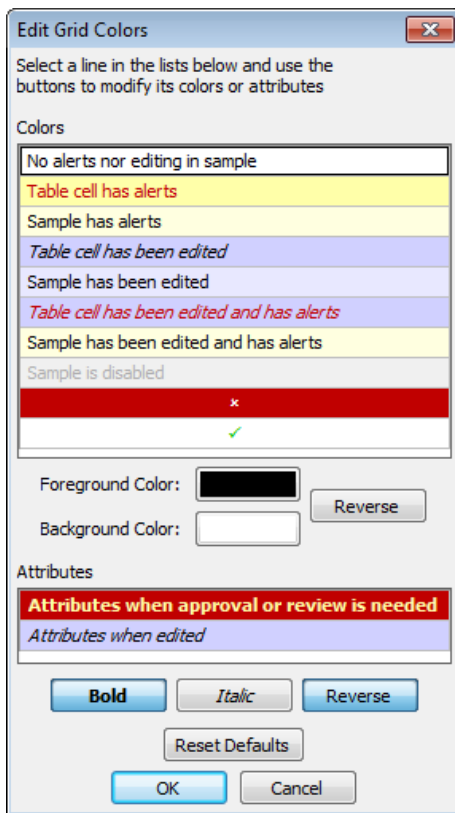 Edit Grid Colors
Select a line in the lists below and use the
buttons to modify its colors or attributes
Colors
No alerts nor editing in sample
Table cell has alerts
Sample has alerts
Table cell has been edited
Sample has been edited
Table cell has been edited and has alerts
Sample has been edited and has alerts
Sample is disabled
Foreground Color:
Reverse
Background Color:
Attributes
Attributes when approval or review is needed
Attributes when edited
Bold Italic Reverse
Reset Defaults
OK Cancel